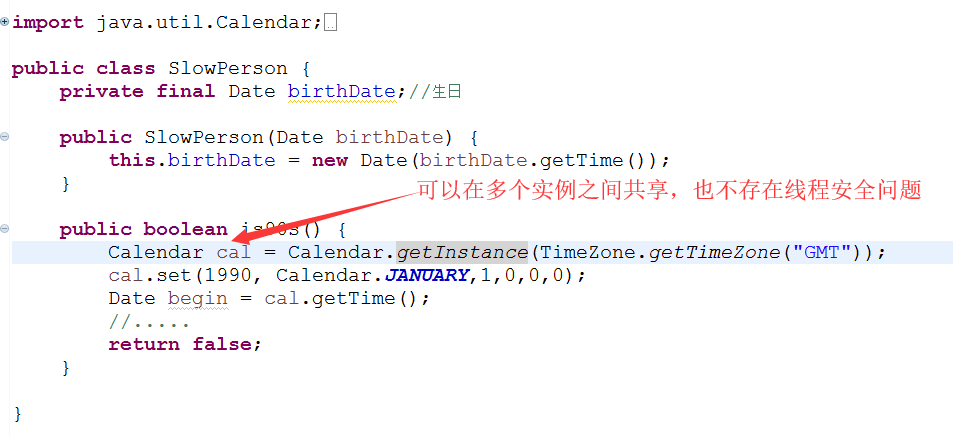 import java.util.Calendar;
public class SlowPerson {
private final Date birthDate;//生日
public SlowPerson(Date birthDate) {
this.birthDate = new Date(birthDate.getTime());
}
可以在多个实例之间共享，也不存在线程安全问题
public boolean is90s() {
Calendar cal = Calendar.getInstance(TimeZone.getTimeZone("GMT"));
cal.set(1990, Calendar.JANUARY,1,0,0,0);
Date begin = cal.getTime();
//.....
return false;
}
}